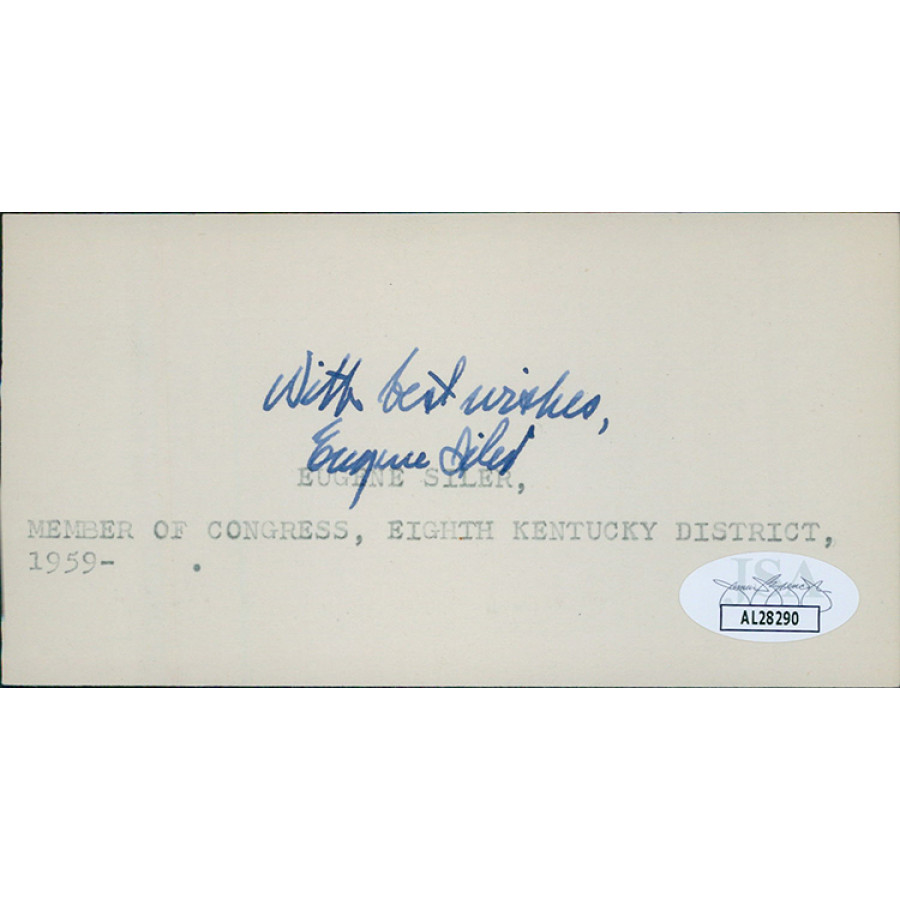 With best wishes,
Eugene Siler
EUGENE SILER,
MEMBER OF CONGRESS, EIGHTH KENTUCKY DISTRICT,
1959-      .
JSA
AL28290